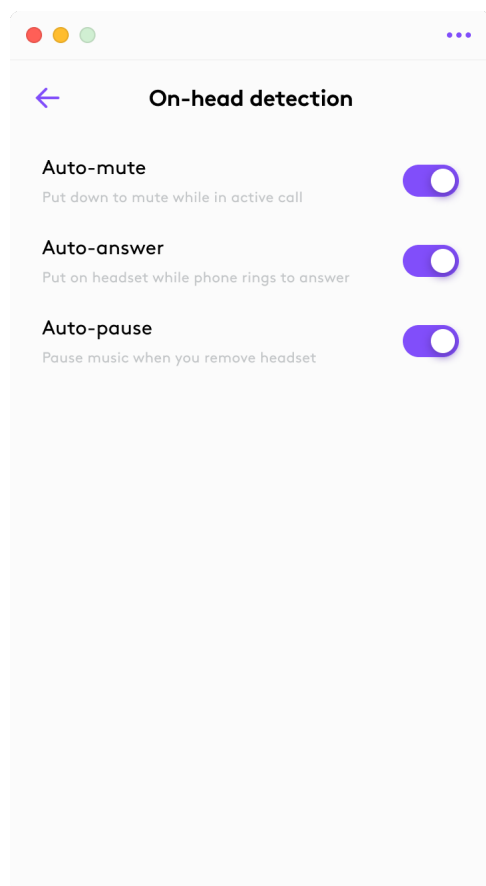 On-head detection
Auto-mute
Put down to mute while in active call
Auto-answer
Put on headset while phone rings to answer
Auto-pause
Pause music when you remove headset